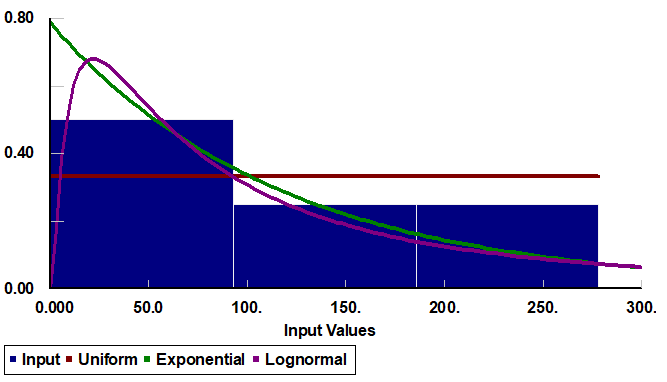 0.80
0.40
0.00
0.000 50.0 100. 150. 200. 250. 300.
Input Values
Input Uniform Exponential Lognormal